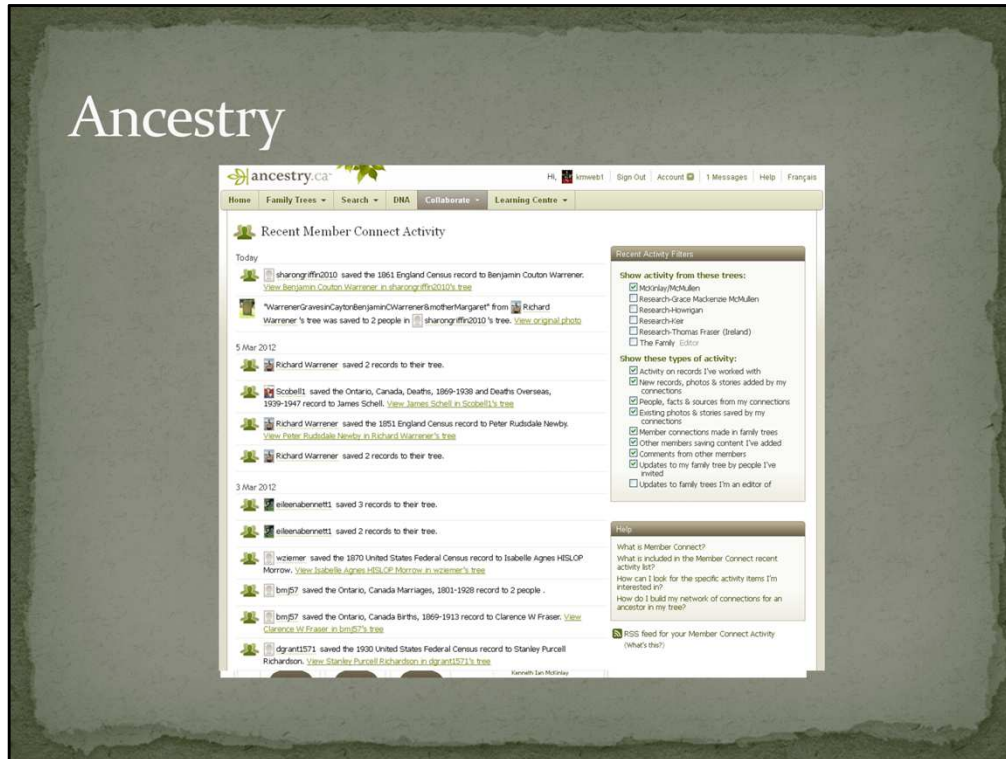 Ancestry
ancestry.ca
Hi, kmweb1 Sign Out Account 1 Messages Help Français
Home Family Trees Search DNA Collaborate Learning Centre
Recent Member Connect Activity
Today
sharongriffin2010 saved the 1861 England Census record to Benjamin Couton Warrener.
View Benjamin Couton Warrener in sharongriffin2010's tree
"WarrenerGravesinCaytonBenjaminCWarrener&motherMargaret" from Richard
Warrener 's tree was saved to 2 people in sharongriffin2010 's tree. View original photo
5 Mar 2012
Richard Warrener saved 2 records to their tree.
Scobell1 saved the Ontario, Canada, Deaths, 1869-1938 and Deaths Overseas,
1939-1947 record to James Schell. View James Schell in Scobell1's tree
Richard Warrener saved the 1851 England Census record to Peter Rudsdale Newby.
View Peter Rudsdale Newby in Richard Warrener's tree
Richard Warrener saved 2 records to their tree.
3 Mar 2012
eileenabennett1 saved 3 records to their tree.
eileenabennett1 saved 2 records to their tree.
wziemer saved the 1870 United States Federal Census record to Isabelle Agnes HISLOP
Morrow. View Isabelle Agnes HISLOP Morrow in wziemer's tree
bmj57 saved the Ontario, Canada Marriages, 1801-1928 record to 2 people .
bmj57 saved the Ontario, Canada Births, 1869-1913 record to Clarence W Fraser. View
Clarence W Fraser in bmj57's tree
dgrant1571 saved the 1930 United States Federal Census record to Stanley Purcell
Richardson. View Stanley Purcell Richardson in dgrant1571's tree
Kenneth Ian McKinlay
Recent Activity Filters
Show activity from these trees:
McKinlay/McMullen
Research-Grace Mackenzie McMullen
Research-Howrigan
Research-Keir
Research-Thomas Fraser (Ireland)
The Family Editor
Show these types of activity:
Activity on records I've worked with
New records, photos & stories added by my
connections
People, facts & sources from my connections
Existing photos & stories saved by my
connections
Member connections made in family trees
Other members saving content I've added
Comments from other members
Updates to my family tree by people I've
invited
Updates to family trees I'm an editor of
Help
What is Member Connect?
What is included in the Member Connect recent
activity list?
How can I look for the specific activity items I'm
interested in?
How do I build my network of connections for an
ancestor in my tree?
RSS feed for your Member Connect Activity
(What's this?)